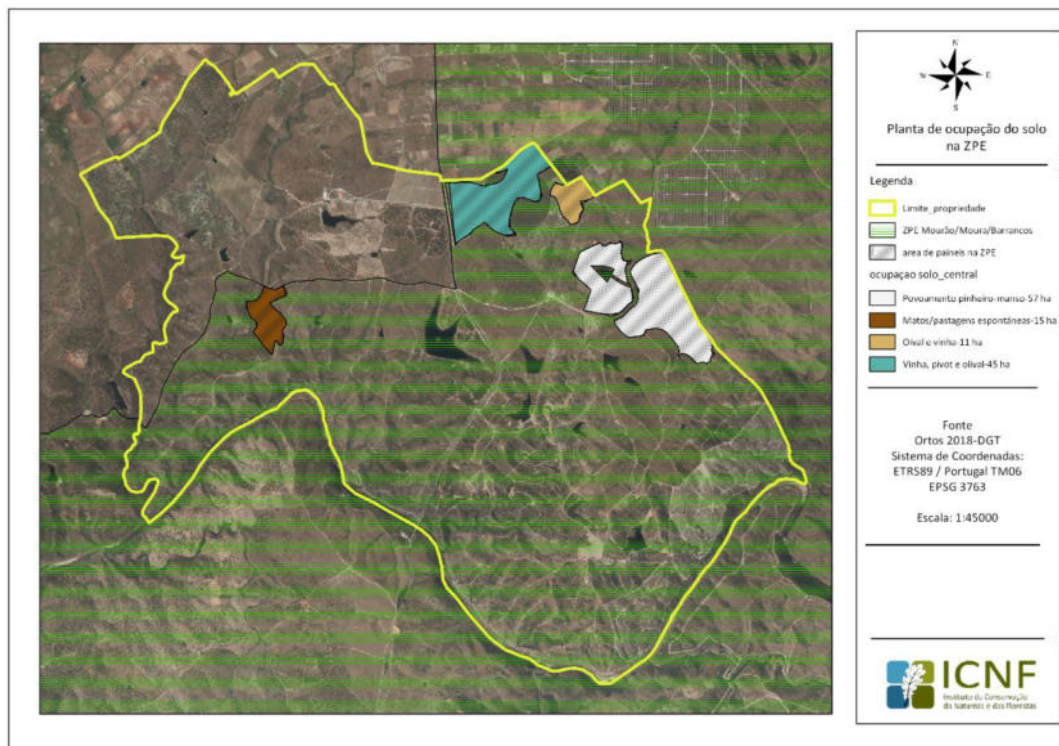 N
W
E
S
Planta de ocupação do solo
na ZPE
Legenda
Limite_propriedade
ZPE Mourão/Moura/Barrancos
area de paineis na ZPE
ocupaçao solo_central
Povoamento pinheiro-manso-57 ha
Matos/pastagens espontâneas-15 ha
Olval e vinha-11 ha
Vinha, pivot e olival-45 ha
Fonte
Ortos 2018-DGT
Sistema de Coordenadas:
ETRS89 / Portugal TM06
EPSG 3763
Escala: 1:45000
ICNF
Instituto da Conservação
da Natureza e das Florestas